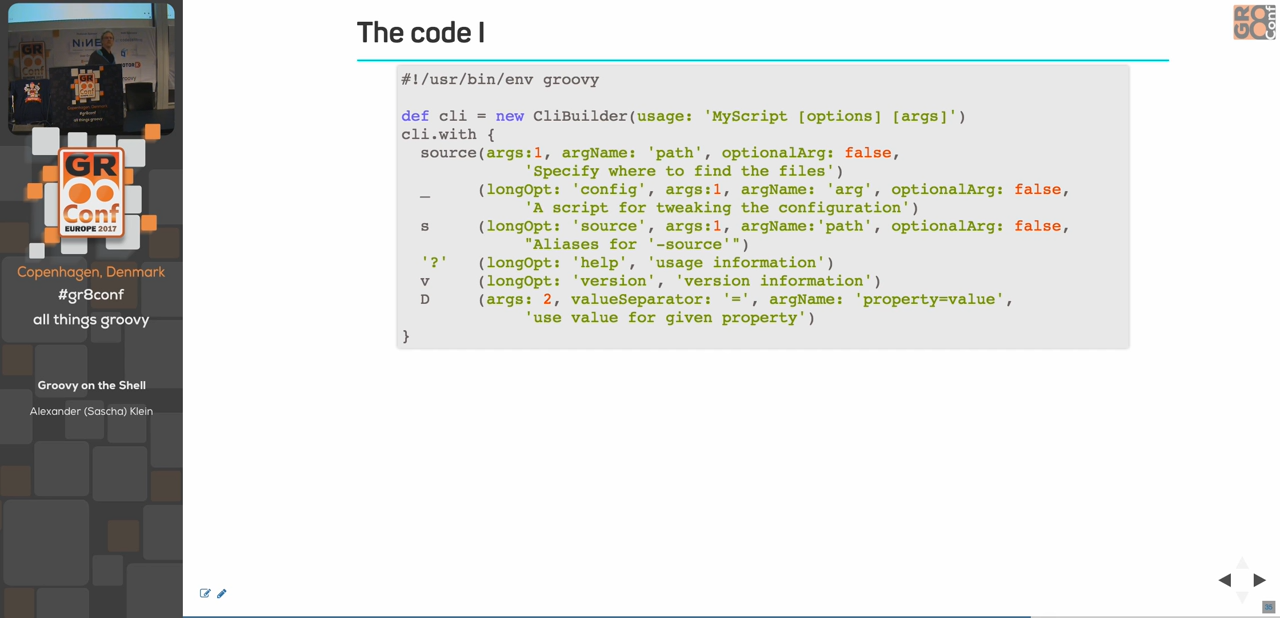 The code I
#!/usr/bin/env groovy
def cli = new CliBuilder(usage: 'MyScript [options] [args]')
cli.with {
source(args:1, argName: 'path', optionalArg: false,
'Specify where to find the files')
_ (longOpt: 'config', args:1, argName: 'arg', optionalArg: false,
'A script for tweaking the configuration')
s (longOpt: 'source', args:1, argName:'path', optionalArg: false,
"Aliases for '-source'")
'?' (longOpt: 'help', 'usage information')
v (longOpt: 'version', 'version information')
D (args: 2, valueSeparator: '=', argName: 'property=value',
'use value for given property')
}
GR
Conf
EUROPE 2017
Copenhagen, Denmark
#gr8conf
all things groovy
Groovy on the Shell
Alexander (Sascha) Klein